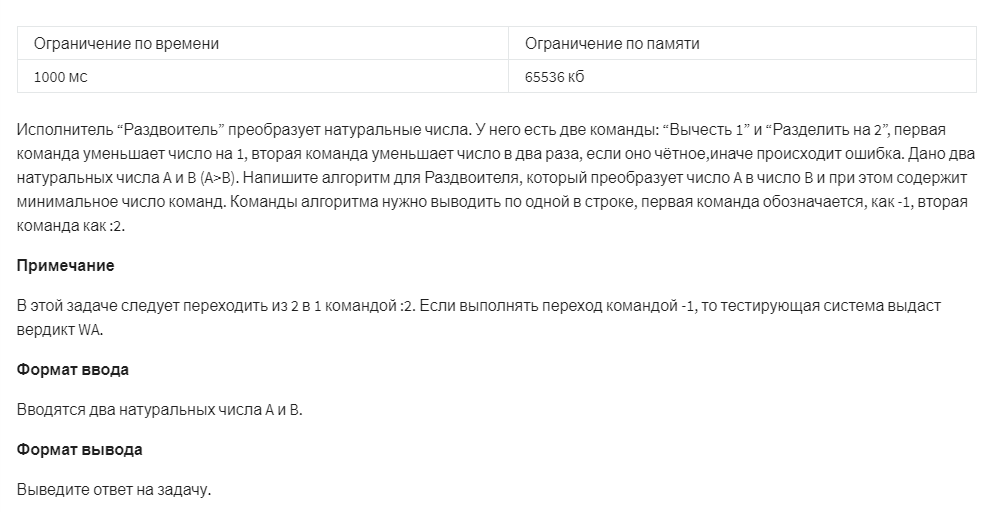 Ограничение по времени
Ограничение по памяти
1000 мс
65536 кб
Исполнитель “Раздвоитель” преобразует натуральные числа. У него есть две команды: “Вычесть 1” и “Разделить на 2”, первая
команда уменьшает число на 1, вторая команда уменьшает число в два раза, если оно чётное,иначе происходит ошибка. Дано два
натуральных числа A и B (A>B). Напишите алгоритм для Раздвоителя, который преобразует число A в число B и при этом содержит
минимальное число команд. Команды алгоритма нужно выводить по одной в строке, первая команда обозначается, как -1, вторая
команда как :2.
Примечание
В этой задаче следует переходить из 2 в 1 командой :2. Если выполнять переход командой -1, то тестирующая система выдаст
вердикт WA.
Формат ввода
Вводятся два натуральных числа A и B.
Формат вывода
Выведите ответ на задачу.